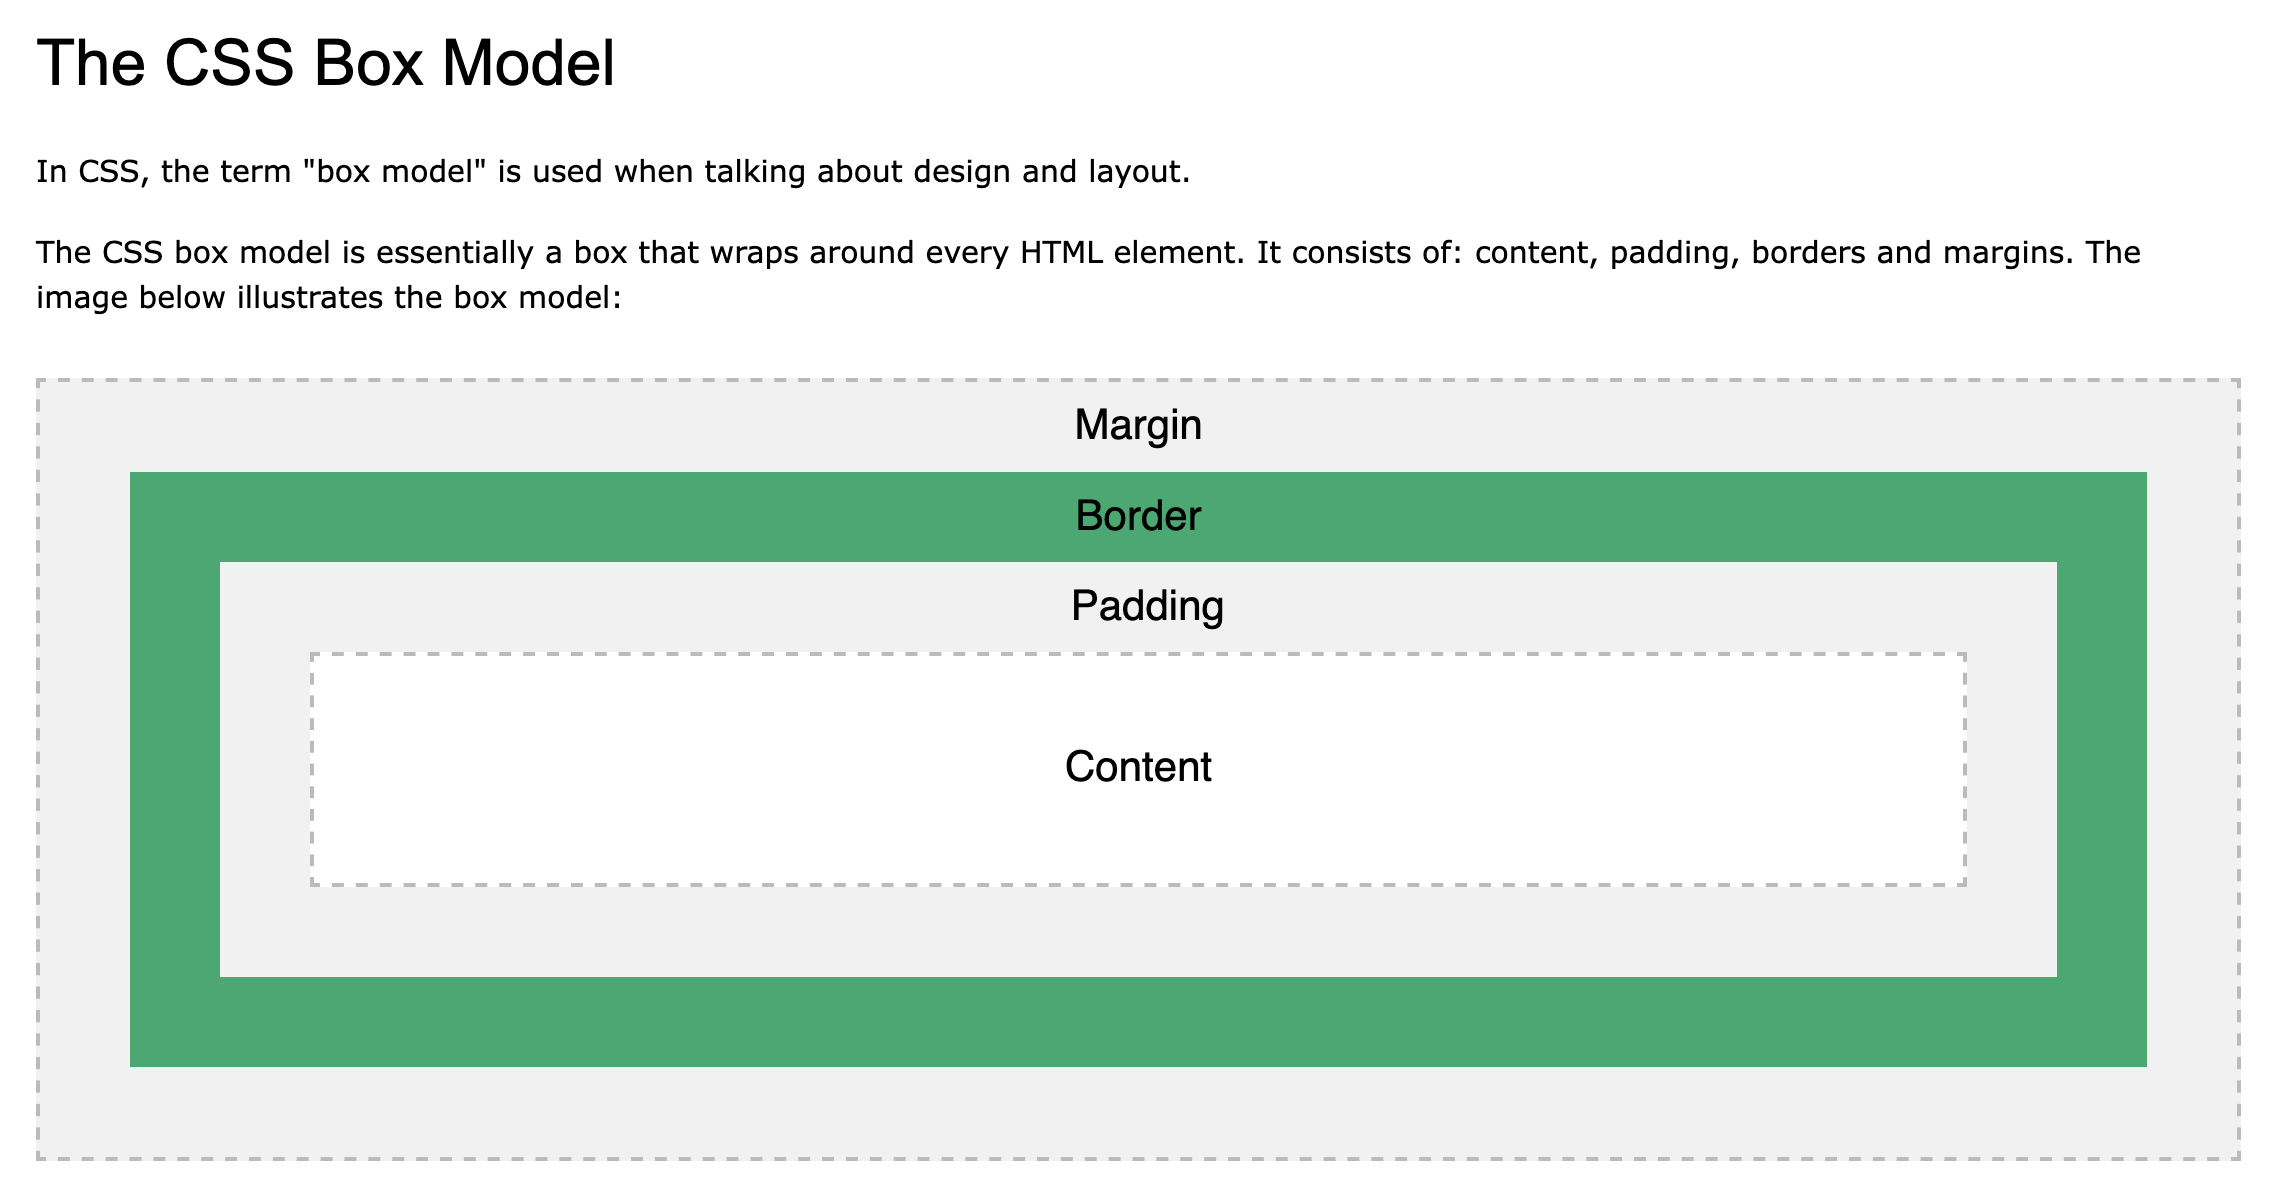 The CSS Box Model
In CSS, the term "box model" is used when talking about design and layout.
The CSS box model is essentially a box that wraps around every HTML element. It consists of: content, padding, borders and margins. The
image below illustrates the box model:
Margin
Border
Padding
Content